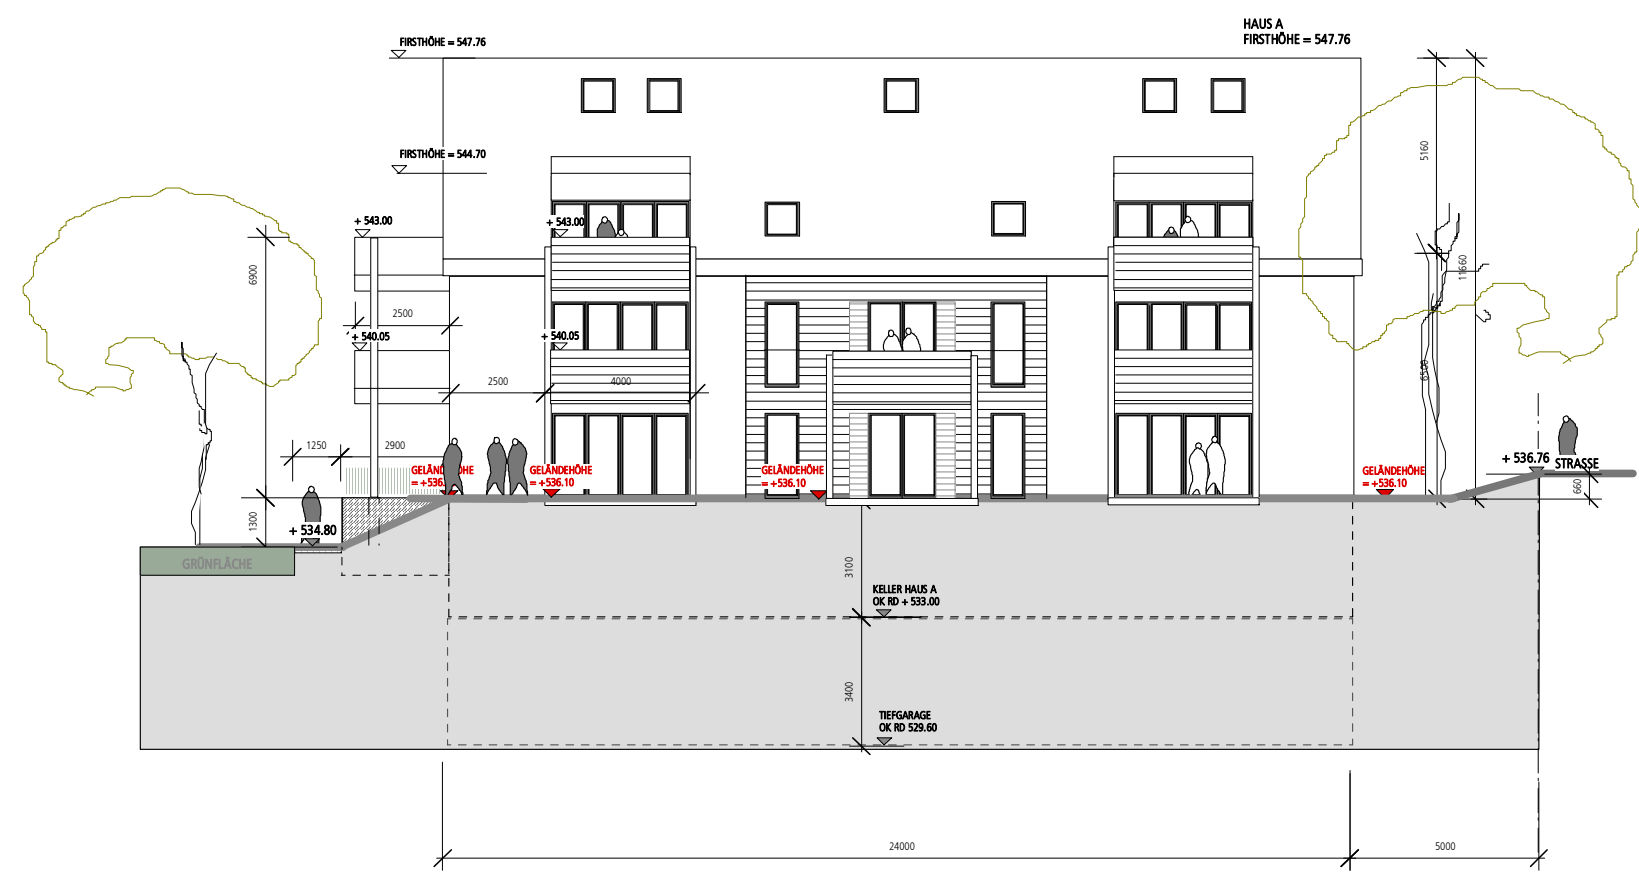 HAUS A
FIRSTHÖHE = 547.76
FIRSTHÖHE = 547.76
5160
FIRSTHÖHE = 544.70
+ 543.00
+ 543.00
6900
11660
2500
+ 540.05
+ 540.05
2500
4000
6500
1250
2900
GELÄNDEHÖHE
= +536.
GELÄNDEHÖHE
= +536.10
GELÄNDEHÖHE
= +536.10
GELÄNDEHÖHE
= +536.10
+ 536.76
STRASSE
660
1300
+ 534.80
GRÜNFLÄCHE
3100
KELLER HAUS A
OK RD + 533.00
3400
TIEFGARAGE
OK RD 529.60
24000
5000